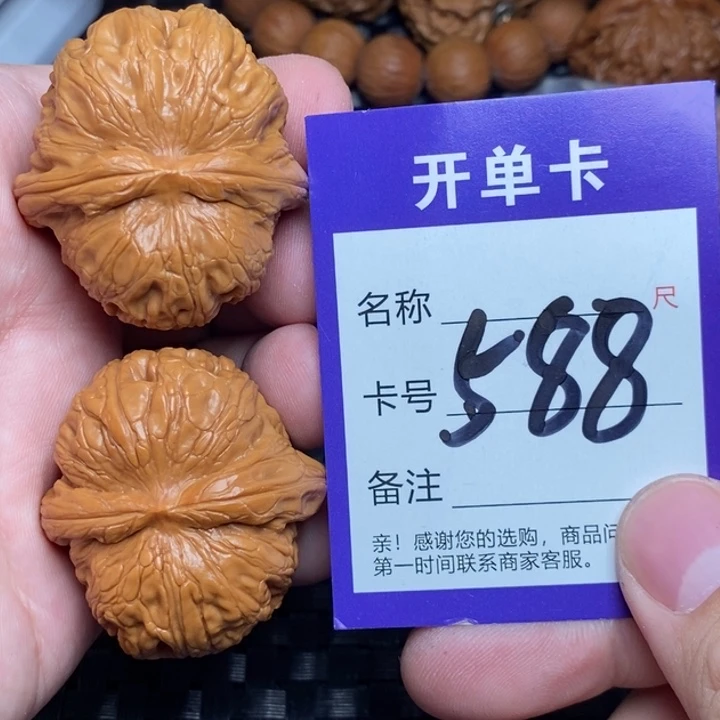 开单卡
名称
尺
588
卡号
备注
亲！感谢您的选购，商品问
第一时间联系商家客服。